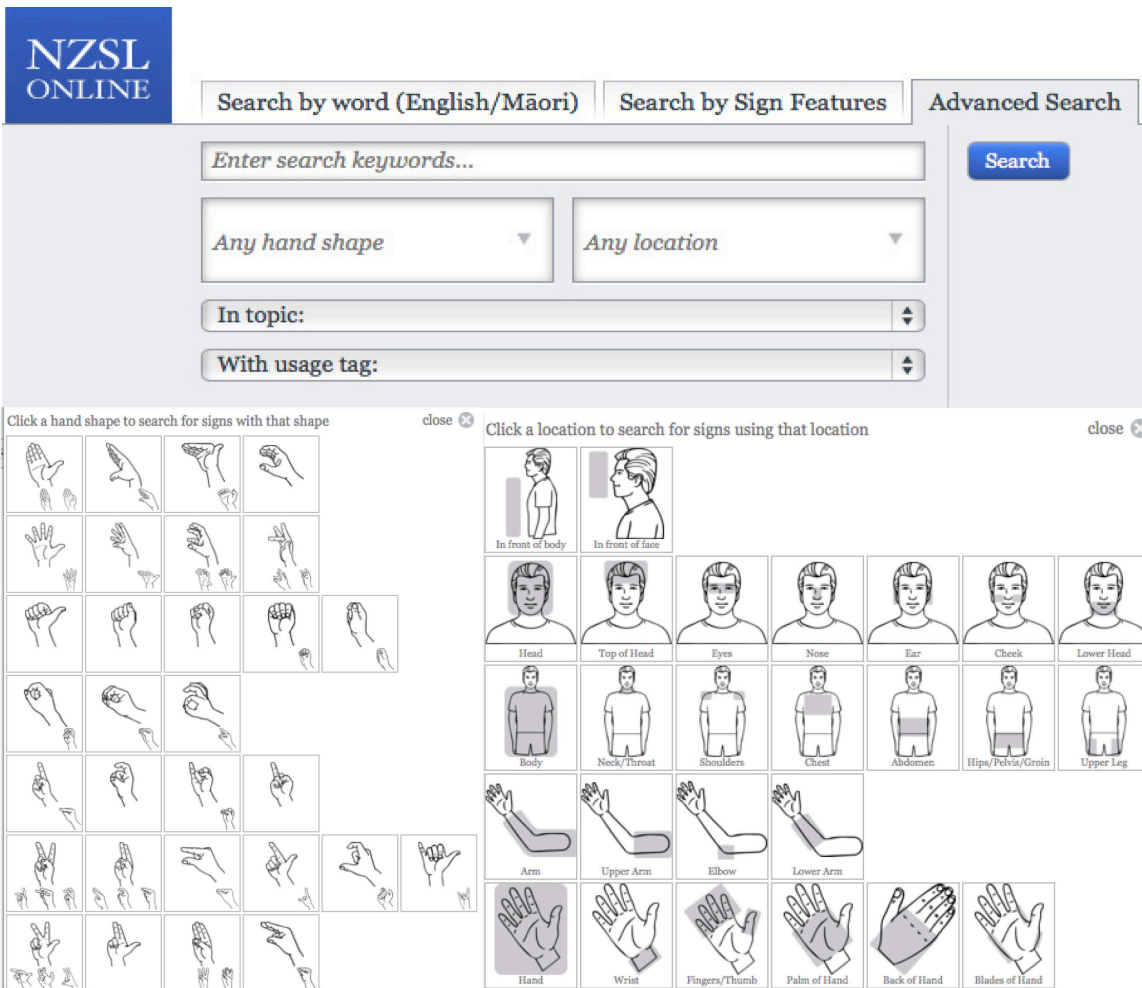 NZSL
ONLINE
Search by word (English/Māori)
Search by Sign Features
Advanced Search
Enter search keywords...
Search
Any hand shape
Any location
In topic:
With usage tag:
Click a hand shape to search for signs with that shape
close
Click a location to search for signs using that location
close
In front of body
In front of face
Head
Top of Head
Eyes
Nose
Ear
Cheek
Lower Head
Body
Neck/Throat
Shoulders
Chest
Abdomen
Hips/Pelvis/Groin
Upper Leg
Arm
Upper Arm
Elbow
Lower Arm
Hand
Wrist
Fingers/Thumb
Palm of Hand
Back of Hand
Blades of Hand